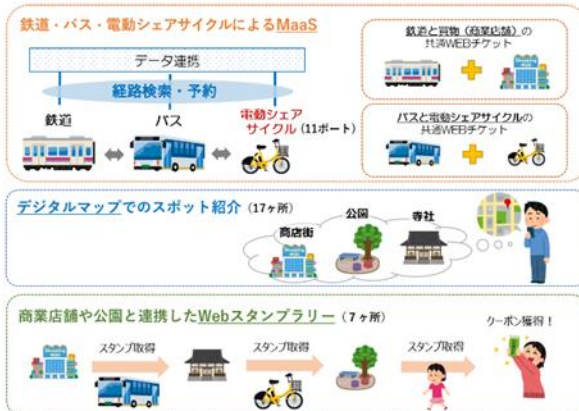 鉄道・バス・電動シェアサイクルによるMaaS
データ連携
経路検索・予約
鉄道
バス
電動シェア
サイクル(11ポート)
鉄道と買物(商業店舗)の
共通WEBチケット
バスと電動シェアサイクルの
共通WEBチケット
デジタルマップでのスポット紹介(17ヶ所)
商店街
公園
寺社
商業店舗や公園と連携したWebスタンプラリー(7ヶ所)
スタンプ取得
スタンプ取得
スタンプ取得
クーポン獲得!